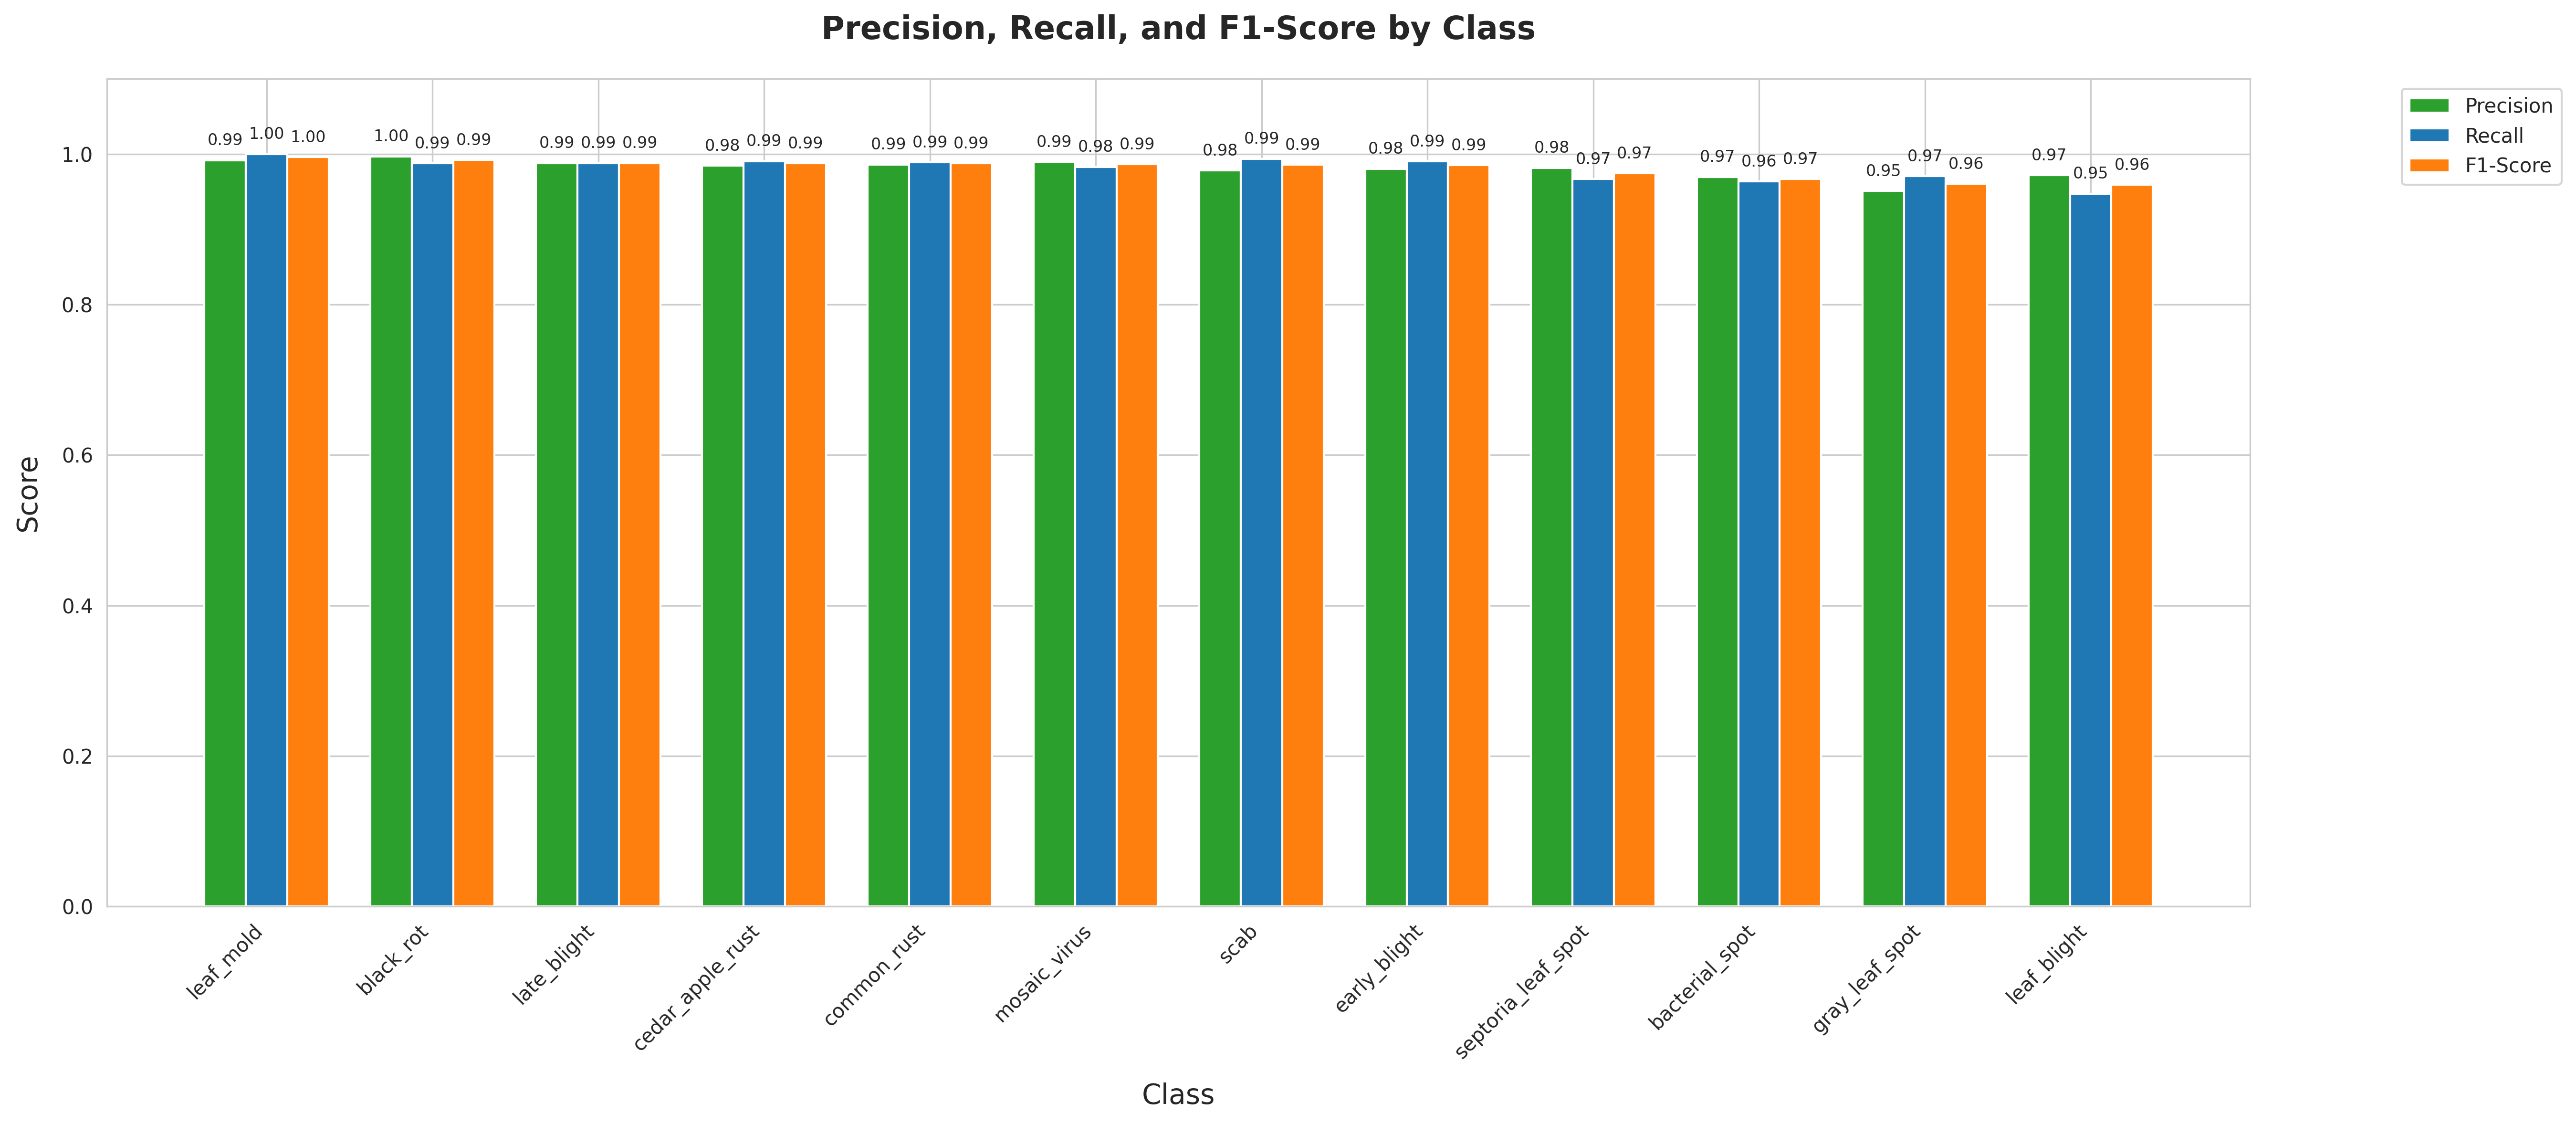 Precision, Recall, and F1-Score by Class
Precision
Recall
F1-Score
0.99 1.00 1.00 1.00 0.99 0.99 0.99 0.99 0.99 0.98 0.99 0.99 0.99 0.99 0.99 0.99 0.98 0.99 0.98 0.99 0.99 0.98 0.99 0.99 0.98 0.97 0.97 0.97 0.96 0.97 0.95 0.97 0.96 0.97 0.95 0.96
1.0
0.8
0.6
0.4
0.2
0.0
Score
leaf_mold
black_rot
late_blight
cedar_apple_rust
common_rust
mosaic_virus
scab
early_blight
septoria_leaf_spot
bacterial_spot
gray_leaf_spot
leaf_blight
Class